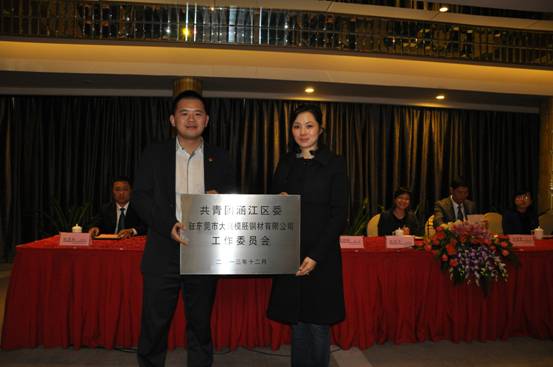 共青团涵江区委
驻东莞市大兴模胚钢材有限公司
工作委员会
二〇一三年十二月